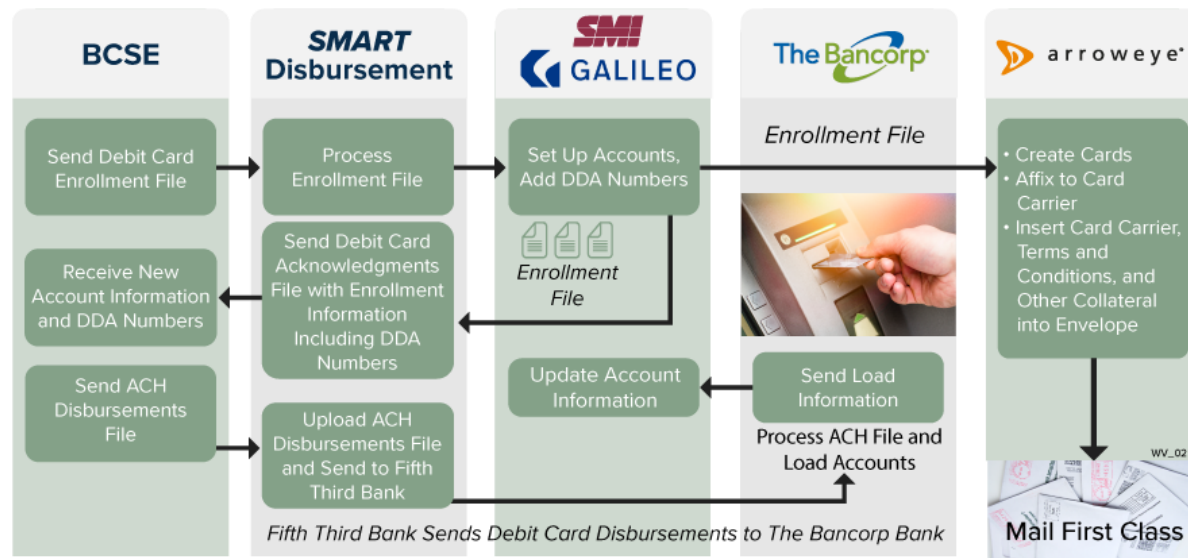 BCSE
SMART
Disbursement
SMI
GALILEO
The Bancorp
arroweye
Send Debit Card
Enrollment File
Process
Enrollment File
Set Up Accounts,
Add DDA Numbers
Enrollment File
• Create Cards
• Affix to Card
Carrier
• Insert Card Carrier,
Terms and
Conditions, and
Other Collateral
into Envelope
Receive New
Account Information
and DDA Numbers
Send Debit Card
Acknowledgments
File with Enrollment
Information
Including DDA
Numbers
Enrollment
File
Send ACH
Disbursements
File
Upload ACH
Disbursements File
and Send to Fifth
Third Bank
Update Account
Information
Send Load
Information
Process ACH File and
Load Accounts
WV_02
Fifth Third Bank Sends Debit Card Disbursements to The Bancorp Bank
Mail First Class